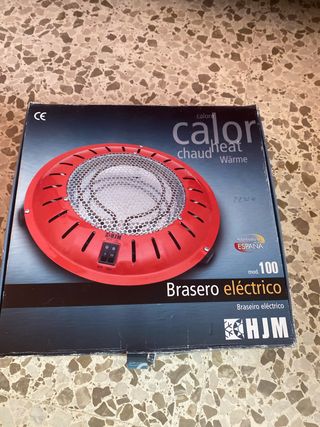 CE
calore
calor
heat
chaud
Wärme
ESPAÑA
mod. 100
Brasero eléctrico
Braseiro eléctrico
HJM